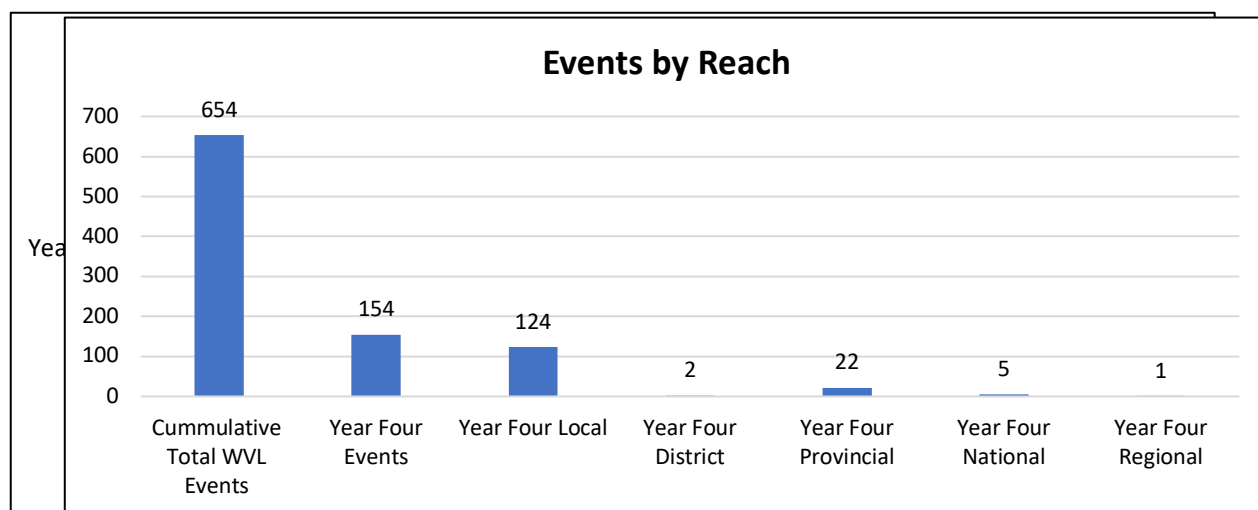 Events by Reach
700
600
500
400
300
200
100
0
654
154
124
2
22
5
1
Cummulative
Total WVL
Events
Year Four
Events
Year Four Local
Year Four
District
Year Four
Provincial
Year Four
National
Year Four
Regional
Yea